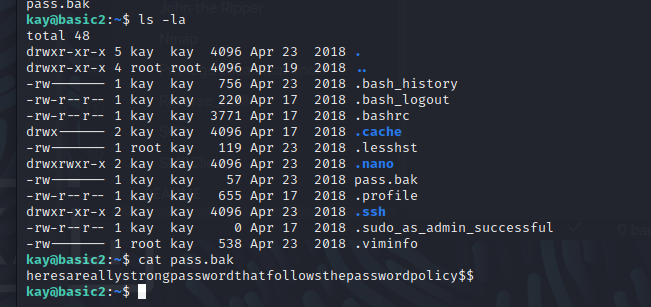 pass.bak
kay@basic2:~$ ls -la
total 48
drwxr-xr-x 5 kay  kay  4096 Apr 23  2018 .
drwxr-xr-x 4 root root 4096 Apr 19  2018 ..
-rw------- 1 kay  kay   756 Apr 23  2018 .bash_history
-rw-r--r-- 1 kay  kay   220 Apr 17  2018 .bash_logout
-rw-r--r-- 1 kay  kay  3771 Apr 17  2018 .bashrc
drwx------ 2 kay  kay  4096 Apr 17  2018 .cache
-rw------- 1 root kay   119 Apr 23  2018 .lesshst
drwxrwxr-x 2 kay  kay  4096 Apr 23  2018 .nano
-rw------- 1 kay  kay    57 Apr 23  2018 pass.bak
-rw-r--r-- 1 kay  kay   655 Apr 17  2018 .profile
drwxr-xr-x 2 kay  kay  4096 Apr 23  2018 .ssh
-rw-r--r-- 1 kay  kay     0 Apr 17  2018 .sudo_as_admin_successful
-rw------- 1 root kay   538 Apr 23  2018 .viminfo
kay@basic2:~$ cat pass.bak
heresareallystrongpasswordthatfollowsthepasswordpolicy$$
kay@basic2:~$